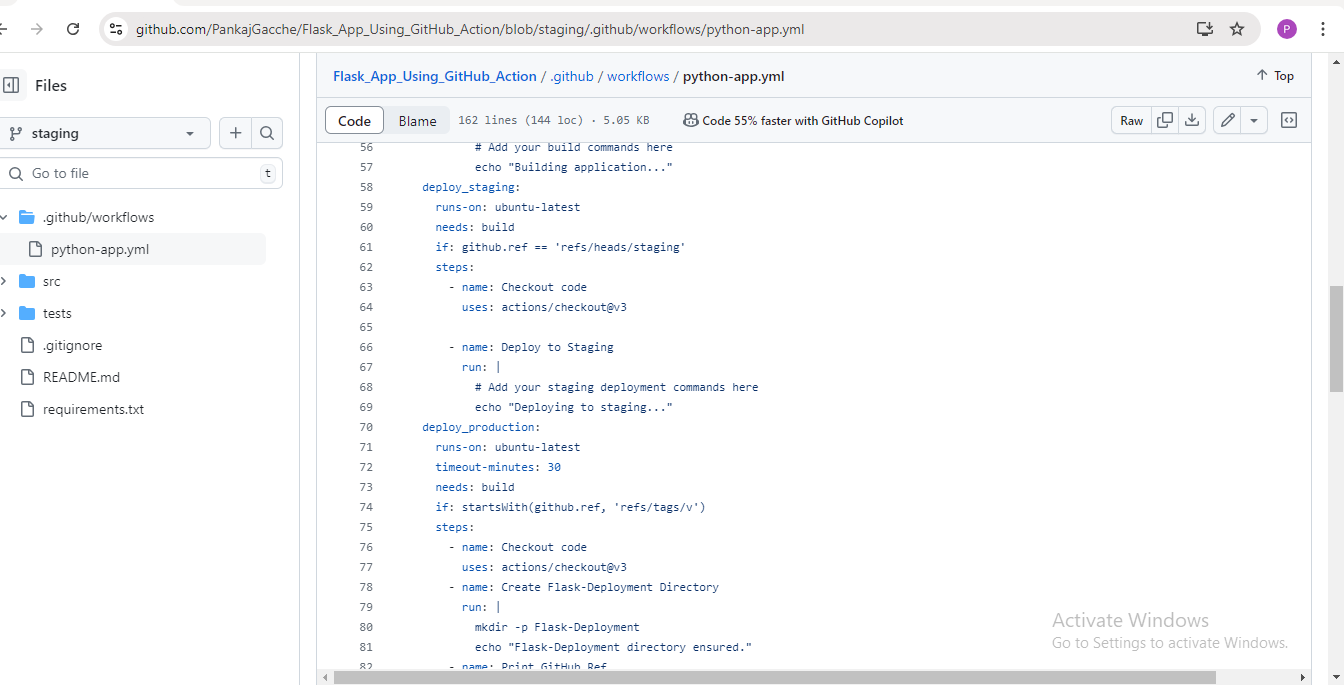 github.com/PankajGacche/Flask_App_Using_GitHub_Action/blob/staging/.github/workflows/python-app.yml
P
Files
staging
Go to file
t
.github/workflows
python-app.yml
src
tests
.gitignore
README.md
requirements.txt
Flask_App_Using_GitHub_Action / .github / workflows / python-app.yml
Top
Code Blame 162 lines (144 loc) · 5.05 KB Code 55% faster with GitHub Copilot Raw
56 # Add your build commands here
57 echo "Building application..."
58 deploy_staging:
59 runs-on: ubuntu-latest
60 needs: build
61 if: github.ref == 'refs/heads/staging'
62 steps:
63 - name: Checkout code
64 uses: actions/checkout@v3
65
66 - name: Deploy to Staging
67 run: |
68 # Add your staging deployment commands here
69 echo "Deploying to staging..."
70 deploy_production:
71 runs-on: ubuntu-latest
72 timeout-minutes: 30
73 needs: build
74 if: startsWith(github.ref, 'refs/tags/v')
75 steps:
76 - name: Checkout code
77 uses: actions/checkout@v3
78 - name: Create Flask-Deployment Directory
79 run: |
80 mkdir -p Flask-Deployment
81 echo "Flask-Deployment directory ensured."
82 - name: Print GitHub Ref
Activate Windows
Go to Settings to activate Windows.